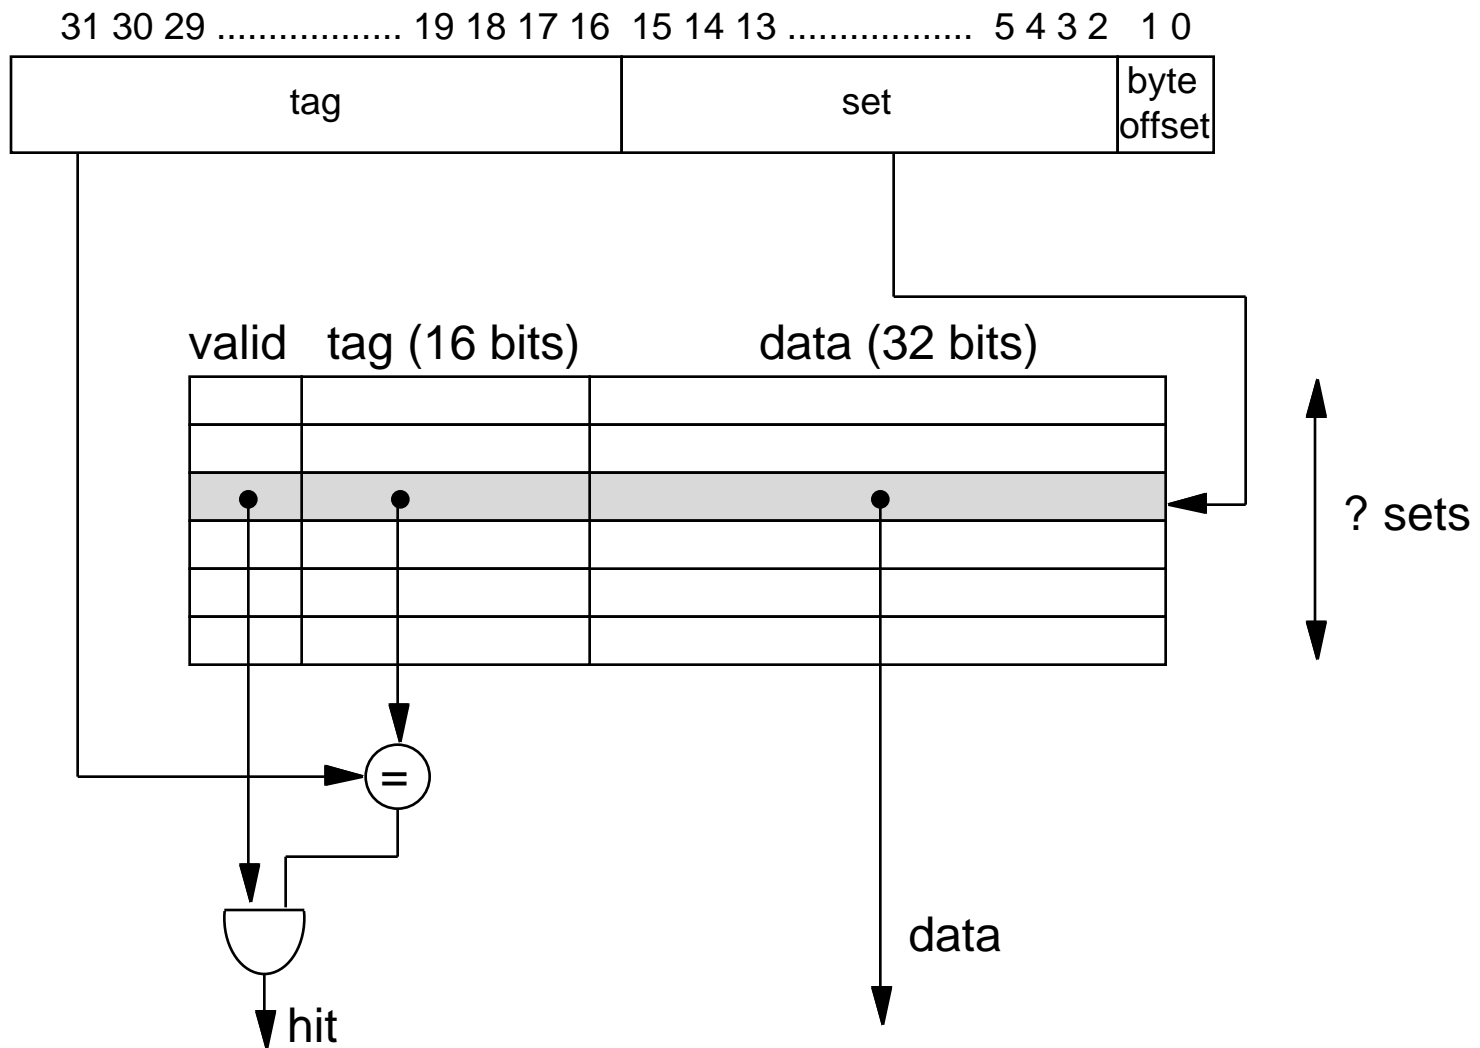 31 30 29 .................. 19 18 17 16 15 14 13 .................. 5 4 3 2 1 0
tag set byte
offset
valid tag (16 bits) data (32 bits)
? sets
=
data
hit